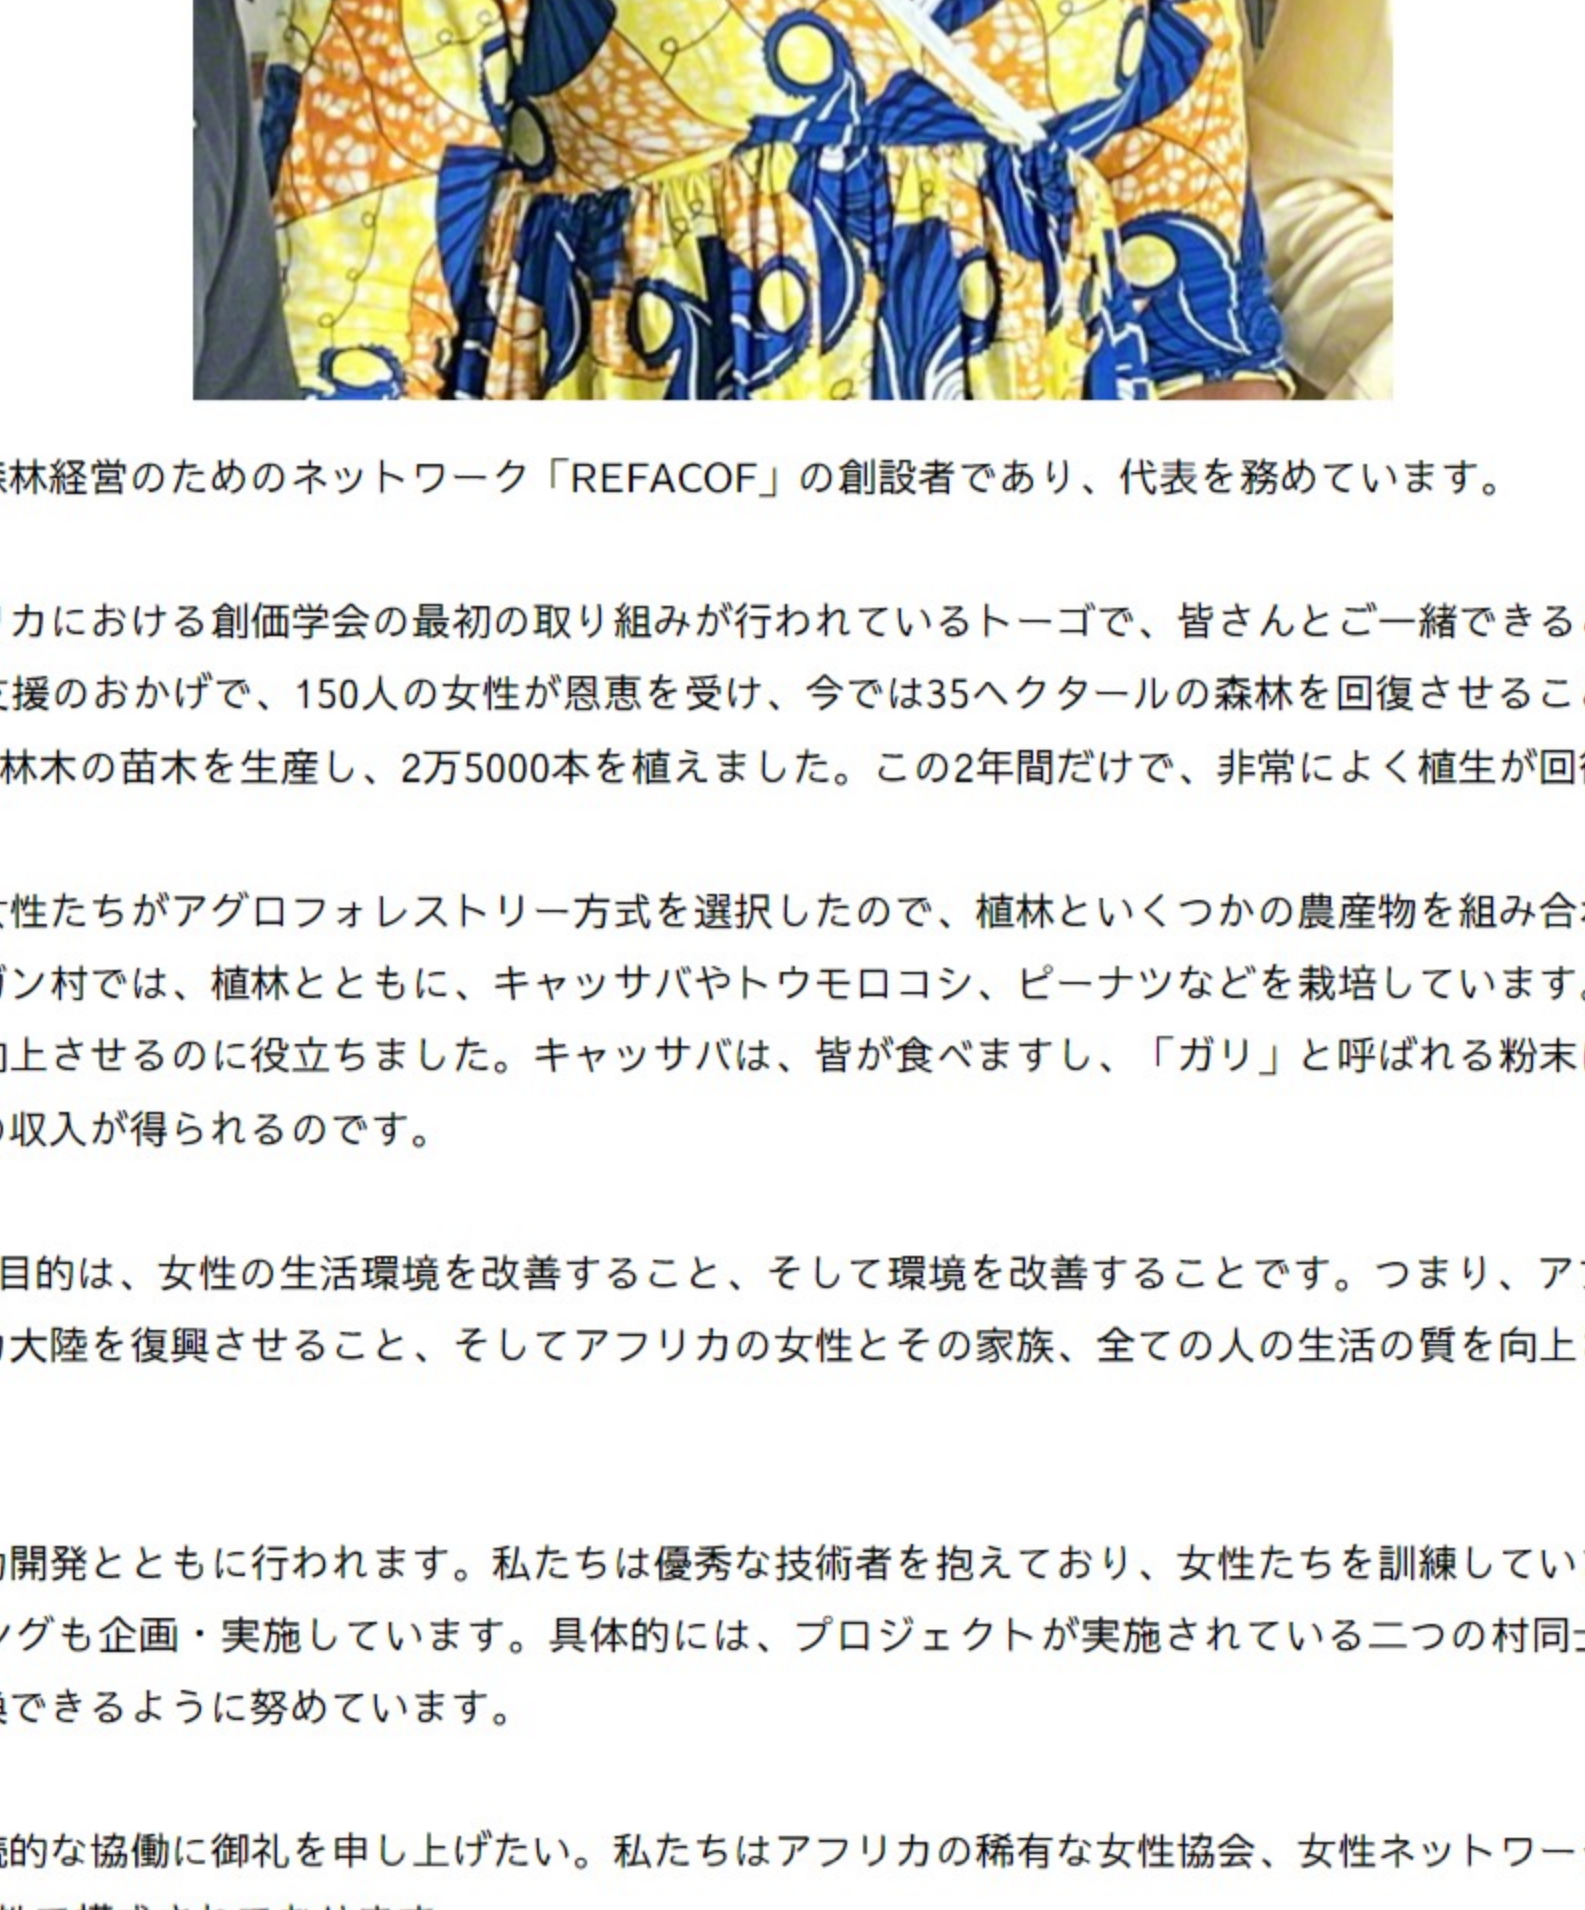 林経営のためのネットワーク「REFACOF」の創設者であり、代表を務めています。
カにおける創価学会の最初の取り組みが行われているトーゴで、皆さんとご一緒できる
援のおかげで、150人の女性が恩恵を受け、今では35ヘクタールの森林を回復させるこ
林木の苗木を生産し、2万5000本を植えました。この2年間だけで、非常によく植生が回
性たちがアグロフォレストリー方式を選択したので、植林といくつかの農産物を組み合
ン村では、植林とともに、キャッサバやトウモロコシ、ピーナツなどを栽培しています。
上させるのに役立ちました。キャッサバは、皆が食べますし、「ガリ」と呼ばれる粉末
収入が得られるのです。
目的は、女性の生活環境を改善すること、そして環境を改善することです。つまり、ア
大陸を復興させること、そしてアフリカの女性とその家族、全ての人の生活の質を向上
開発とともに行われます。私たちは優秀な技術者を抱えており、女性たちを訓練してい
グも企画・実施しています。具体的には、プロジェクトが実施されている二つの村同
できるように努めています。
的な協働に御礼を申し上げたい。私たちはアフリカの稀有な女性協会、女性ネットワー